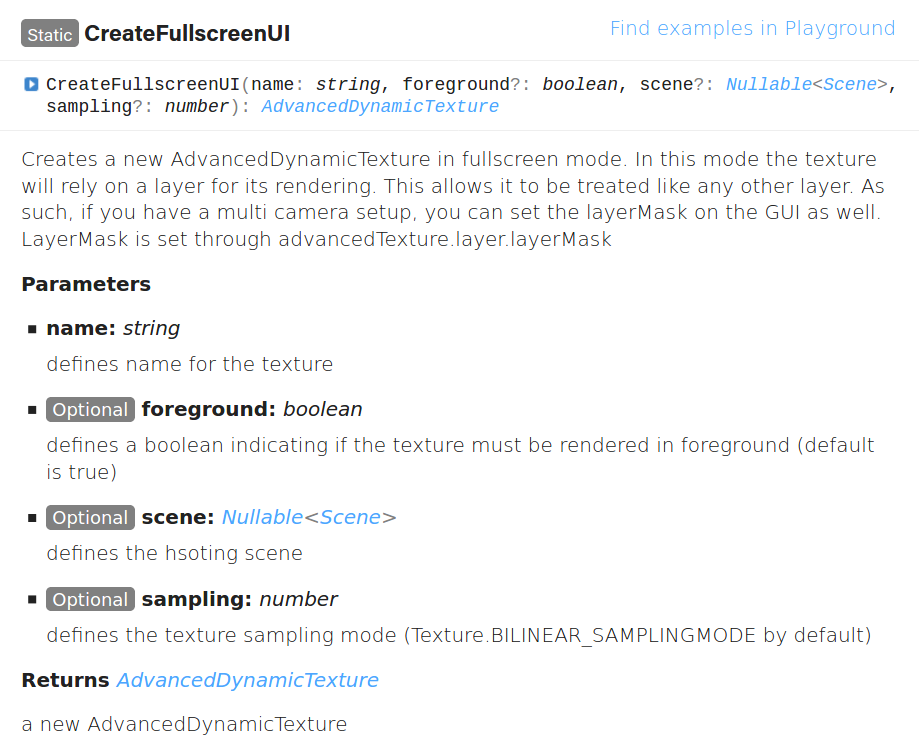 Static CreateFullscreenUI
Find examples in Playground
CreateFullscreenUI(name: string, foreground?: boolean, scene?: Nullable<Scene>,
sampling?: number): AdvancedDynamicTexture
Creates a new AdvancedDynamicTexture in fullscreen mode. In this mode the texture
will rely on a layer for its rendering. This allows it to be treated like any other layer. As
such, if you have a multi camera setup, you can set the layerMask on the GUI as well.
LayerMask is set through advancedTexture.layer.layerMask
Parameters
name: string
defines name for the texture
Optional foreground: boolean
defines a boolean indicating if the texture must be rendered in foreground (default
is true)
Optional scene: Nullable<Scene>
defines the hsoting scene
Optional sampling: number
defines the texture sampling mode (Texture.BILINEAR_SAMPLINGMODE by default)
Returns AdvancedDynamicTexture
a new AdvancedDynamicTexture